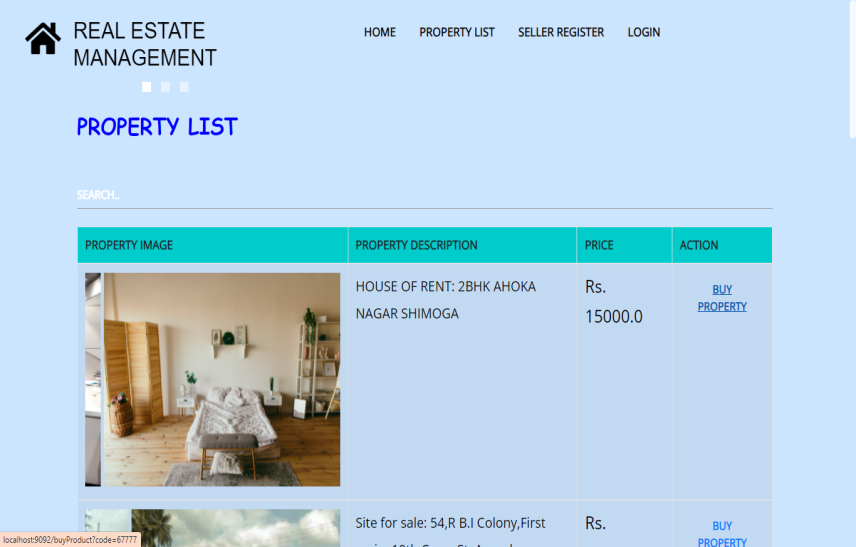 REAL ESTATE
MANAGEMENT
HOME PROPERTY LIST SELLER REGISTER LOGIN
PROPERTY LIST
SEARCH..
PROPERTY IMAGE PROPERTY DESCRIPTION PRICE ACTION
HOUSE OF RENT: 2BHK AHOKA
NAGAR SHIMOGA
Rs.
15000.0
BUY
PROPERTY
Site for sale: 54,R B.I Colony,First
Rs.
BUY
PROPERTY
localhost:9092/buyProduct?code=67777